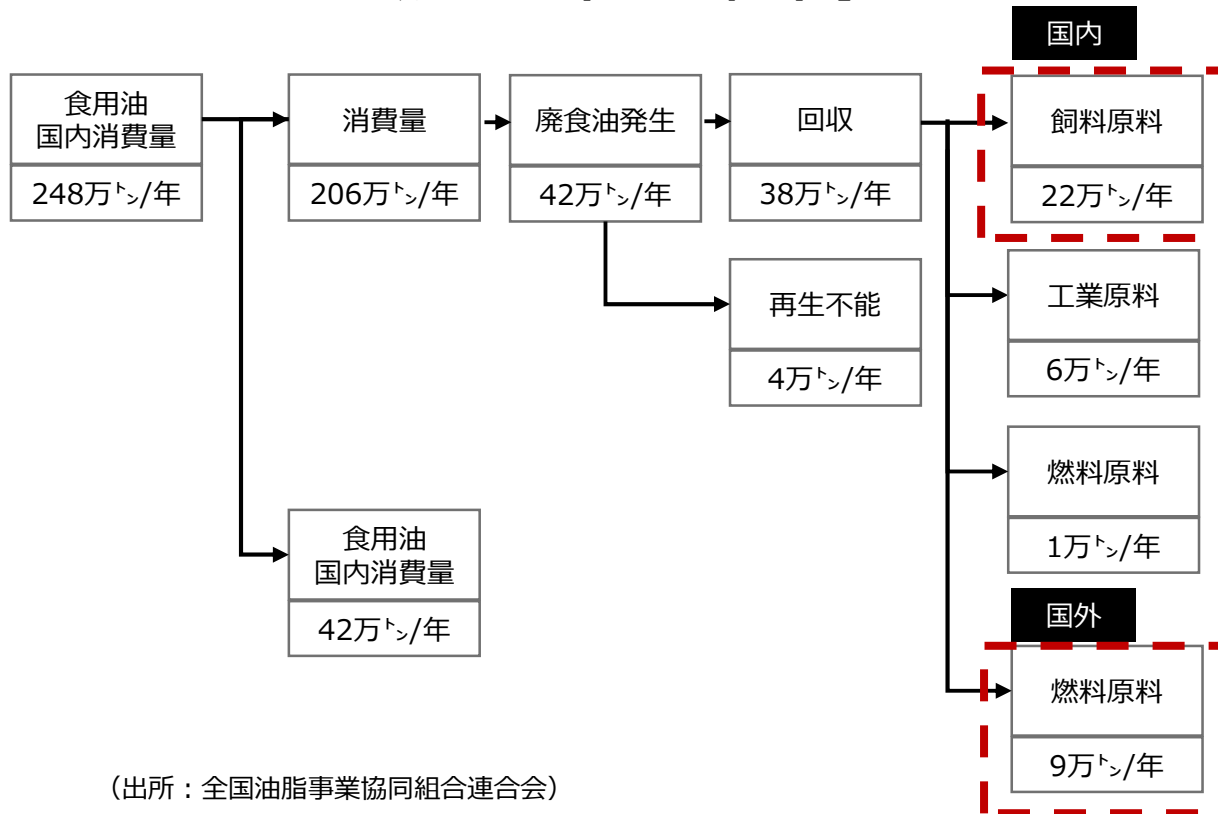 国内
食用油
国内消費量
248万㌧/年
消費量
206万㌧/年
廃食油発生
42万㌧/年
回収
38万㌧/年
飼料原料
22万㌧/年
再生不能
4万㌧/年
工業原料
6万㌧/年
燃料原料
1万㌧/年
食用油
国内消費量
42万㌧/年
国外
燃料原料
9万㌧/年
（出所：全国油脂事業協同組合連合会）